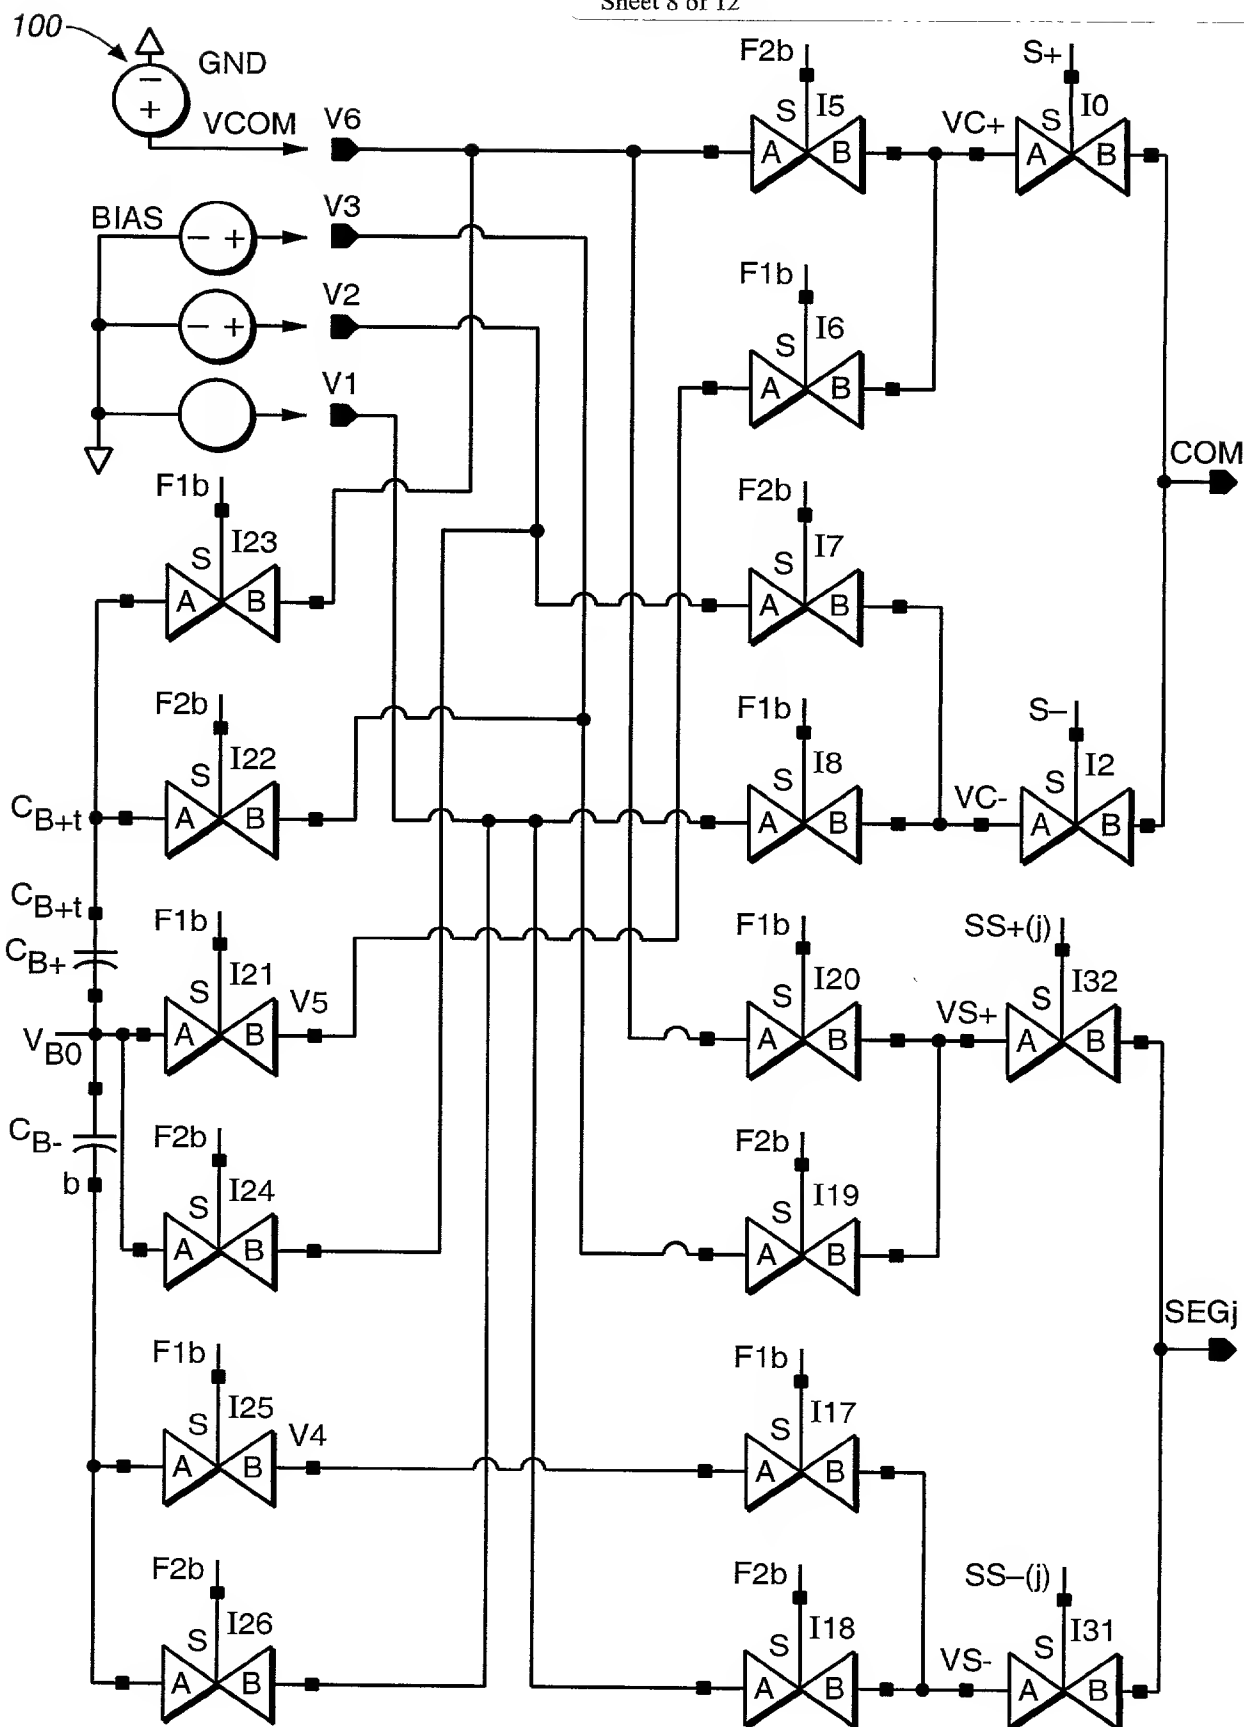 Sheet 8 of 12
100
GND
− +
VCOM
V6
F2b
S
I5
A B
VC+
S+
S
I0
A B
BIAS
− +
V3
− +
V2
V1
F1b
S
I6
A B
COM
F1b
S
I23
A B
F2b
S
I7
A B
F2b
S
I22
A B
CB+t
F1b
S
I8
A B
VC-
S−
S
I2
A B
CB+t
CB+
F1b
S
I21
A B
V5
VB0
F1b
S
I20
A B
VS+
SS+(j)
S
I32
A B
CB-
b
F2b
S
I24
A B
F2b
S
I19
A B
SEGj
F1b
S
I25
A B
V4
F1b
S
I17
A B
F2b
S
I26
A B
F2b
S
I18
A B
VS-
SS−(j)
S
I31
A B